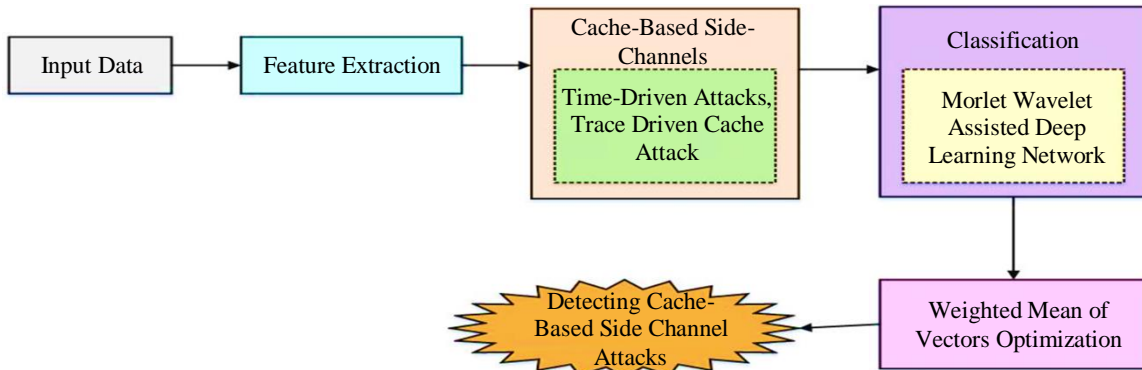 Input Data
Feature Extraction
Cache-Based Side-
Channels
Time-Driven Attacks,
Trace Driven Cache
Attack
Classification
Morlet Wavelet
Assisted Deep
Learning Network
Weighted Mean of
Vectors Optimization
Detecting Cache-
Based Side Channel
Attacks